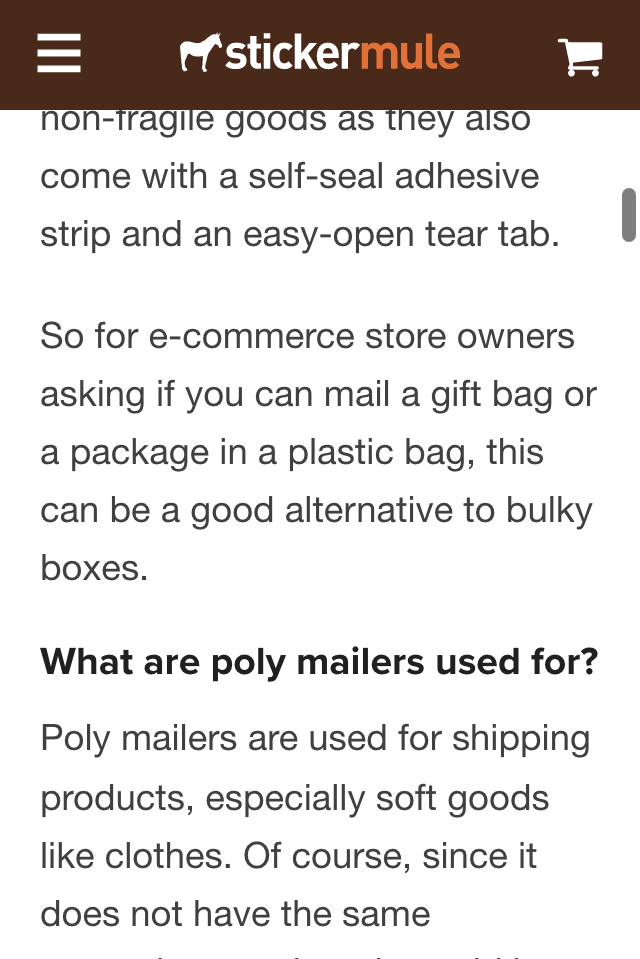 stickermule
non-fragile goods as they also
come with a self-seal adhesive
strip and an easy-open tear tab.
So for e-commerce store owners
asking if you can mail a gift bag or
a package in a plastic bag, this
can be a good alternative to bulky
boxes.
What are poly mailers used for?
Poly mailers are used for shipping
products, especially soft goods
like clothes. Of course, since it
does not have the same